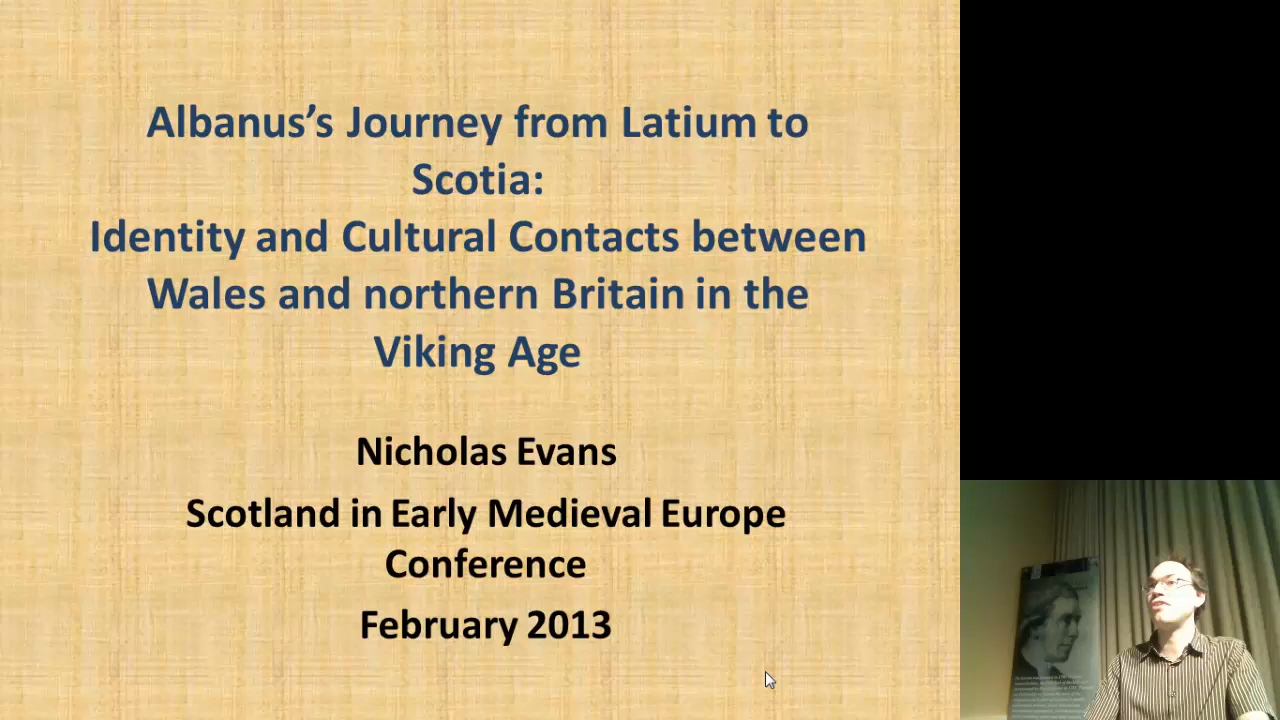 Albanus’s Journey from Latium to
Scotia:
Identity and Cultural Contacts between
Wales and northern Britain in the
Viking Age
Nicholas Evans
Scotland in Early Medieval Europe
Conference
February 2013